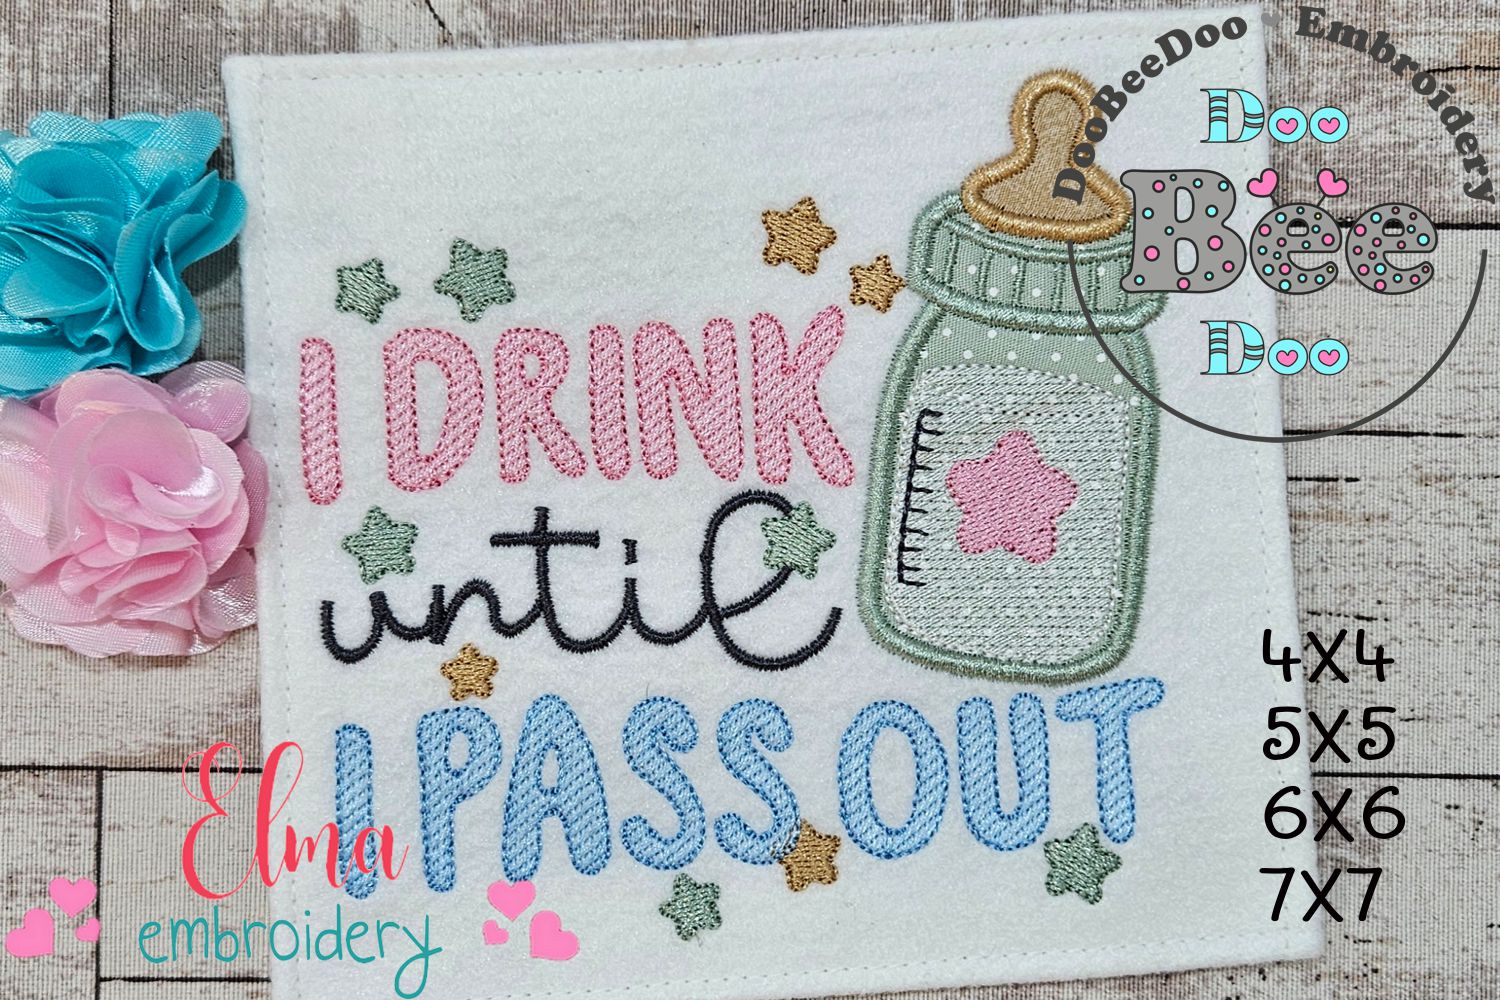 DooBeeDoo Embroidery
Doo
Bee
Doo
I DRINK
until
I PASS OUT
4X4
5X5
6X6
7X7
Elma
embroidery